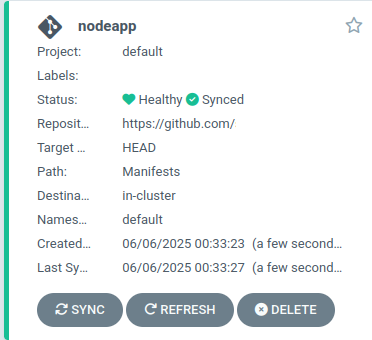 nodeapp
Project: default
Labels:
Status: Healthy Synced
Reposit... https://github.com/
Target ... HEAD
Path: Manifests
Destina... in-cluster
Names... default
Created... 06/06/2025 00:33:23 (a few second...
Last Sy... 06/06/2025 00:33:27 (a few second...
SYNC REFRESH DELETE